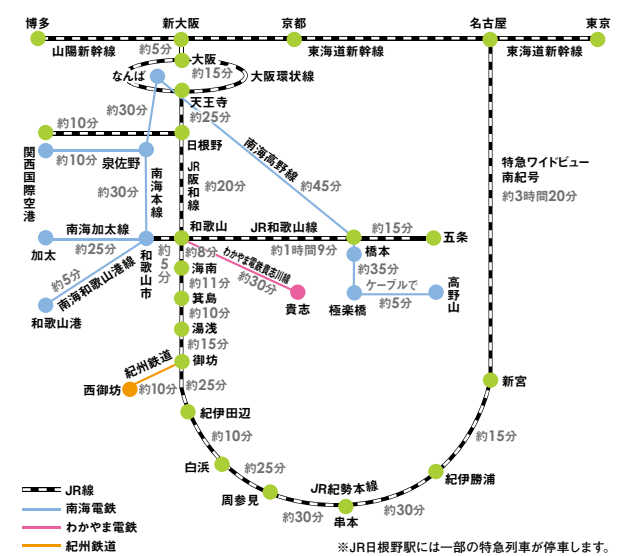 博多
新大阪
京都
名古屋
東京
山陽新幹線
約5分
東海道新幹線
東海道新幹線
大阪
約15分
大阪環状線
なんば
天王寺
約25分
約30分
約10分
日根野
関西国際空港
約10分
泉佐野
南海本線
JR阪和線
南海高野線
約45分
約20分
約30分
特急ワイドビュー
南紀号
約3時間20分
南海加太線
約25分
加太
和歌山
JR和歌山線
約1時間9分
約15分
五条
橋本
約5分
南海和歌山港線
和歌山港
和歌山市
約5分
約8分
わかやま電鉄貴志川線
約30分
貴志
海南
約11分
箕島
約10分
湯浅
約15分
約35分
ケーブルで
約5分
極楽橋
高野山
紀州鉄道
御坊
西御坊
約10分
約25分
新宮
紀伊田辺
約10分
約15分
白浜
約25分
紀伊勝浦
周参見
JR紀勢本線
約30分
約30分
串本
JR線
南海電鉄
わかやま電鉄
紀州鉄道
※JR日根野駅には一部の特急列車が停車します。